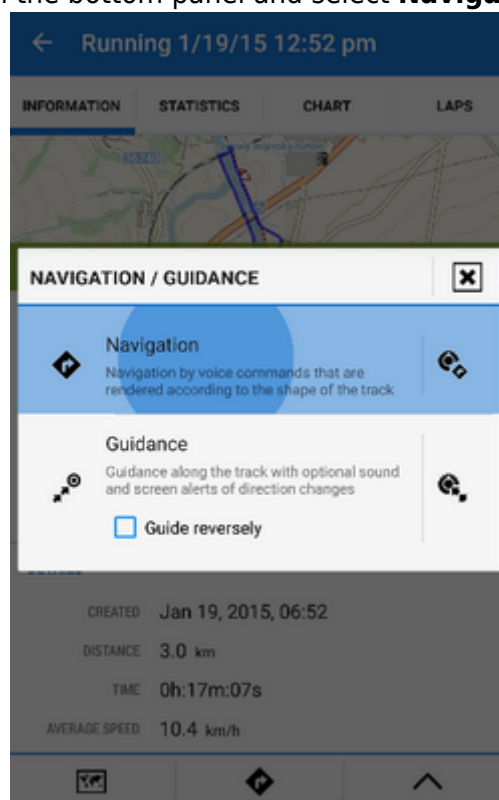 the bottom panel and select Naviga
Running 1/19/15 12:52 pm
INFORMATION STATISTICS CHART LAPS
36740
47
NAVIGATION / GUIDANCE
Navigation
Navigation by voice commands that are
rendered according to the shape of the track
Guidance
Guidance along the track with optional sound
and screen alerts of direction changes
Guide reversely
CREATED Jan 19, 2015, 06:52
DISTANCE 3.0 km
TIME 0h:17m:07s
AVERAGE SPEED 10.4 km/h